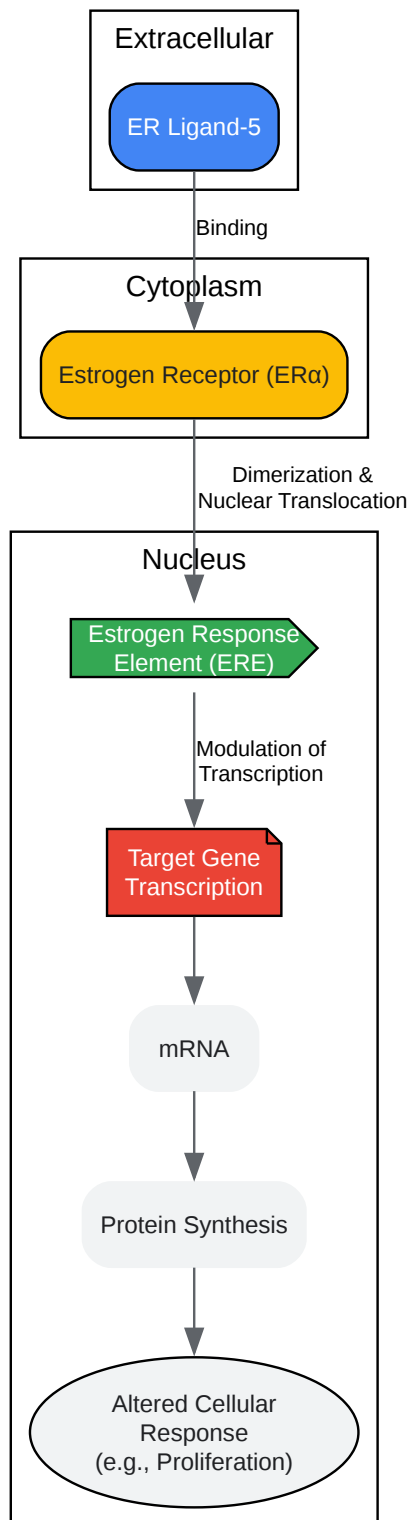 Extracellular
ER Ligand-5
Binding
Cytoplasm
Estrogen Receptor (ERα)
Dimerization &
Nuclear Translocation
Nucleus
Estrogen Response
Element (ERE)
Modulation of
Transcription
Target Gene
Transcription
mRNA
Protein Synthesis
Altered Cellular
Response
(e.g., Proliferation)